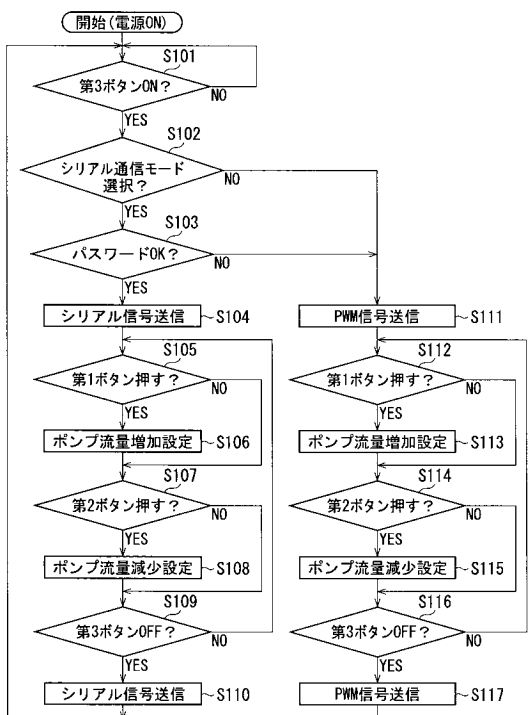 開始(電源ON)
S101
第3ボタンON?
NO
YES
S102
シリアル通信モード
選択?
NO
YES
S103
パスワードOK?
NO
YES
シリアル信号送信
S104
PWM信号送信
S111
S105
第1ボタン押す?
NO
YES
S112
第1ボタン押す?
NO
YES
ポンプ流量増加設定
S106
ポンプ流量増加設定
S113
S107
第2ボタン押す?
NO
YES
S114
第2ボタン押す?
NO
YES
ポンプ流量減少設定
S108
ポンプ流量減少設定
S115
S109
第3ボタンOFF?
NO
YES
S116
第3ボタンOFF?
NO
YES
シリアル信号送信
S110
PWM信号送信
S117